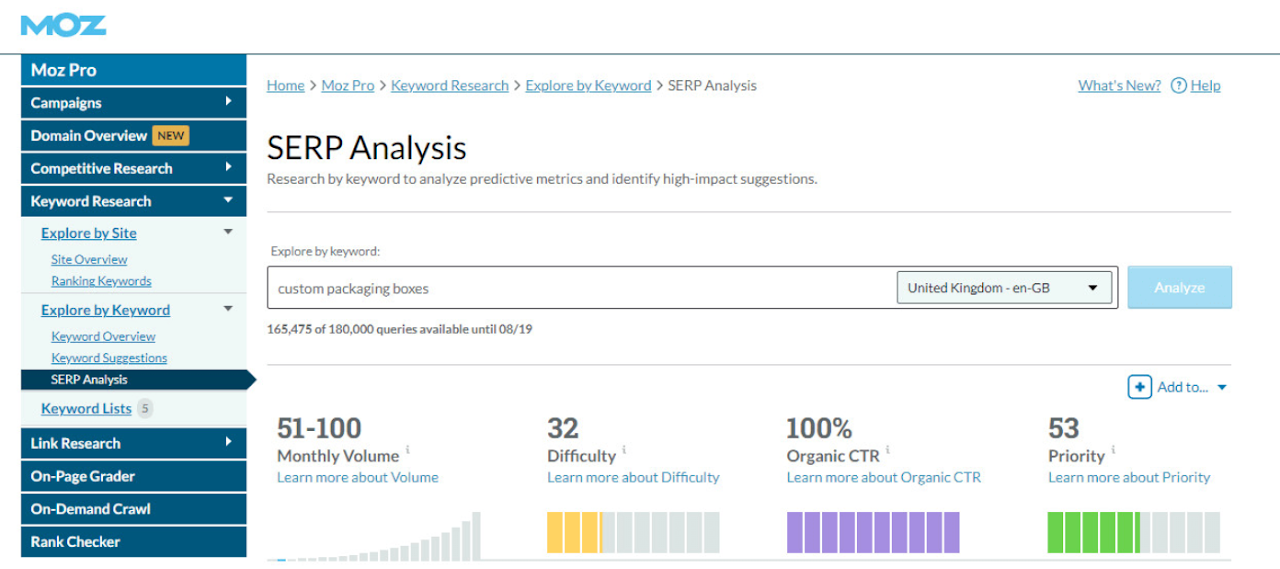 MOZ
Moz Pro
Campaigns
Domain Overview NEW
Competitive Research
Keyword Research
Explore by Site
Site Overview
Ranking Keywords
Explore by Keyword
Keyword Overview
Keyword Suggestions
SERP Analysis
Keyword Lists 5
Link Research
On-Page Grader
On-Demand Crawl
Rank Checker
Home > Moz Pro > Keyword Research > Explore by Keyword > SERP Analysis
What's New? ? Help
SERP Analysis
Research by keyword to analyze predictive metrics and identify high-impact suggestions.
Explore by keyword:
custom packaging boxes United Kingdom - en-GB Analyze
165,475 of 180,000 queries available until 08/19
+ Add to...
51-100
Monthly Volume i
Learn more about Volume
32
Difficulty i
Learn more about Difficulty
100%
Organic CTR i
Learn more about Organic CTR
53
Priority i
Learn more about Priority